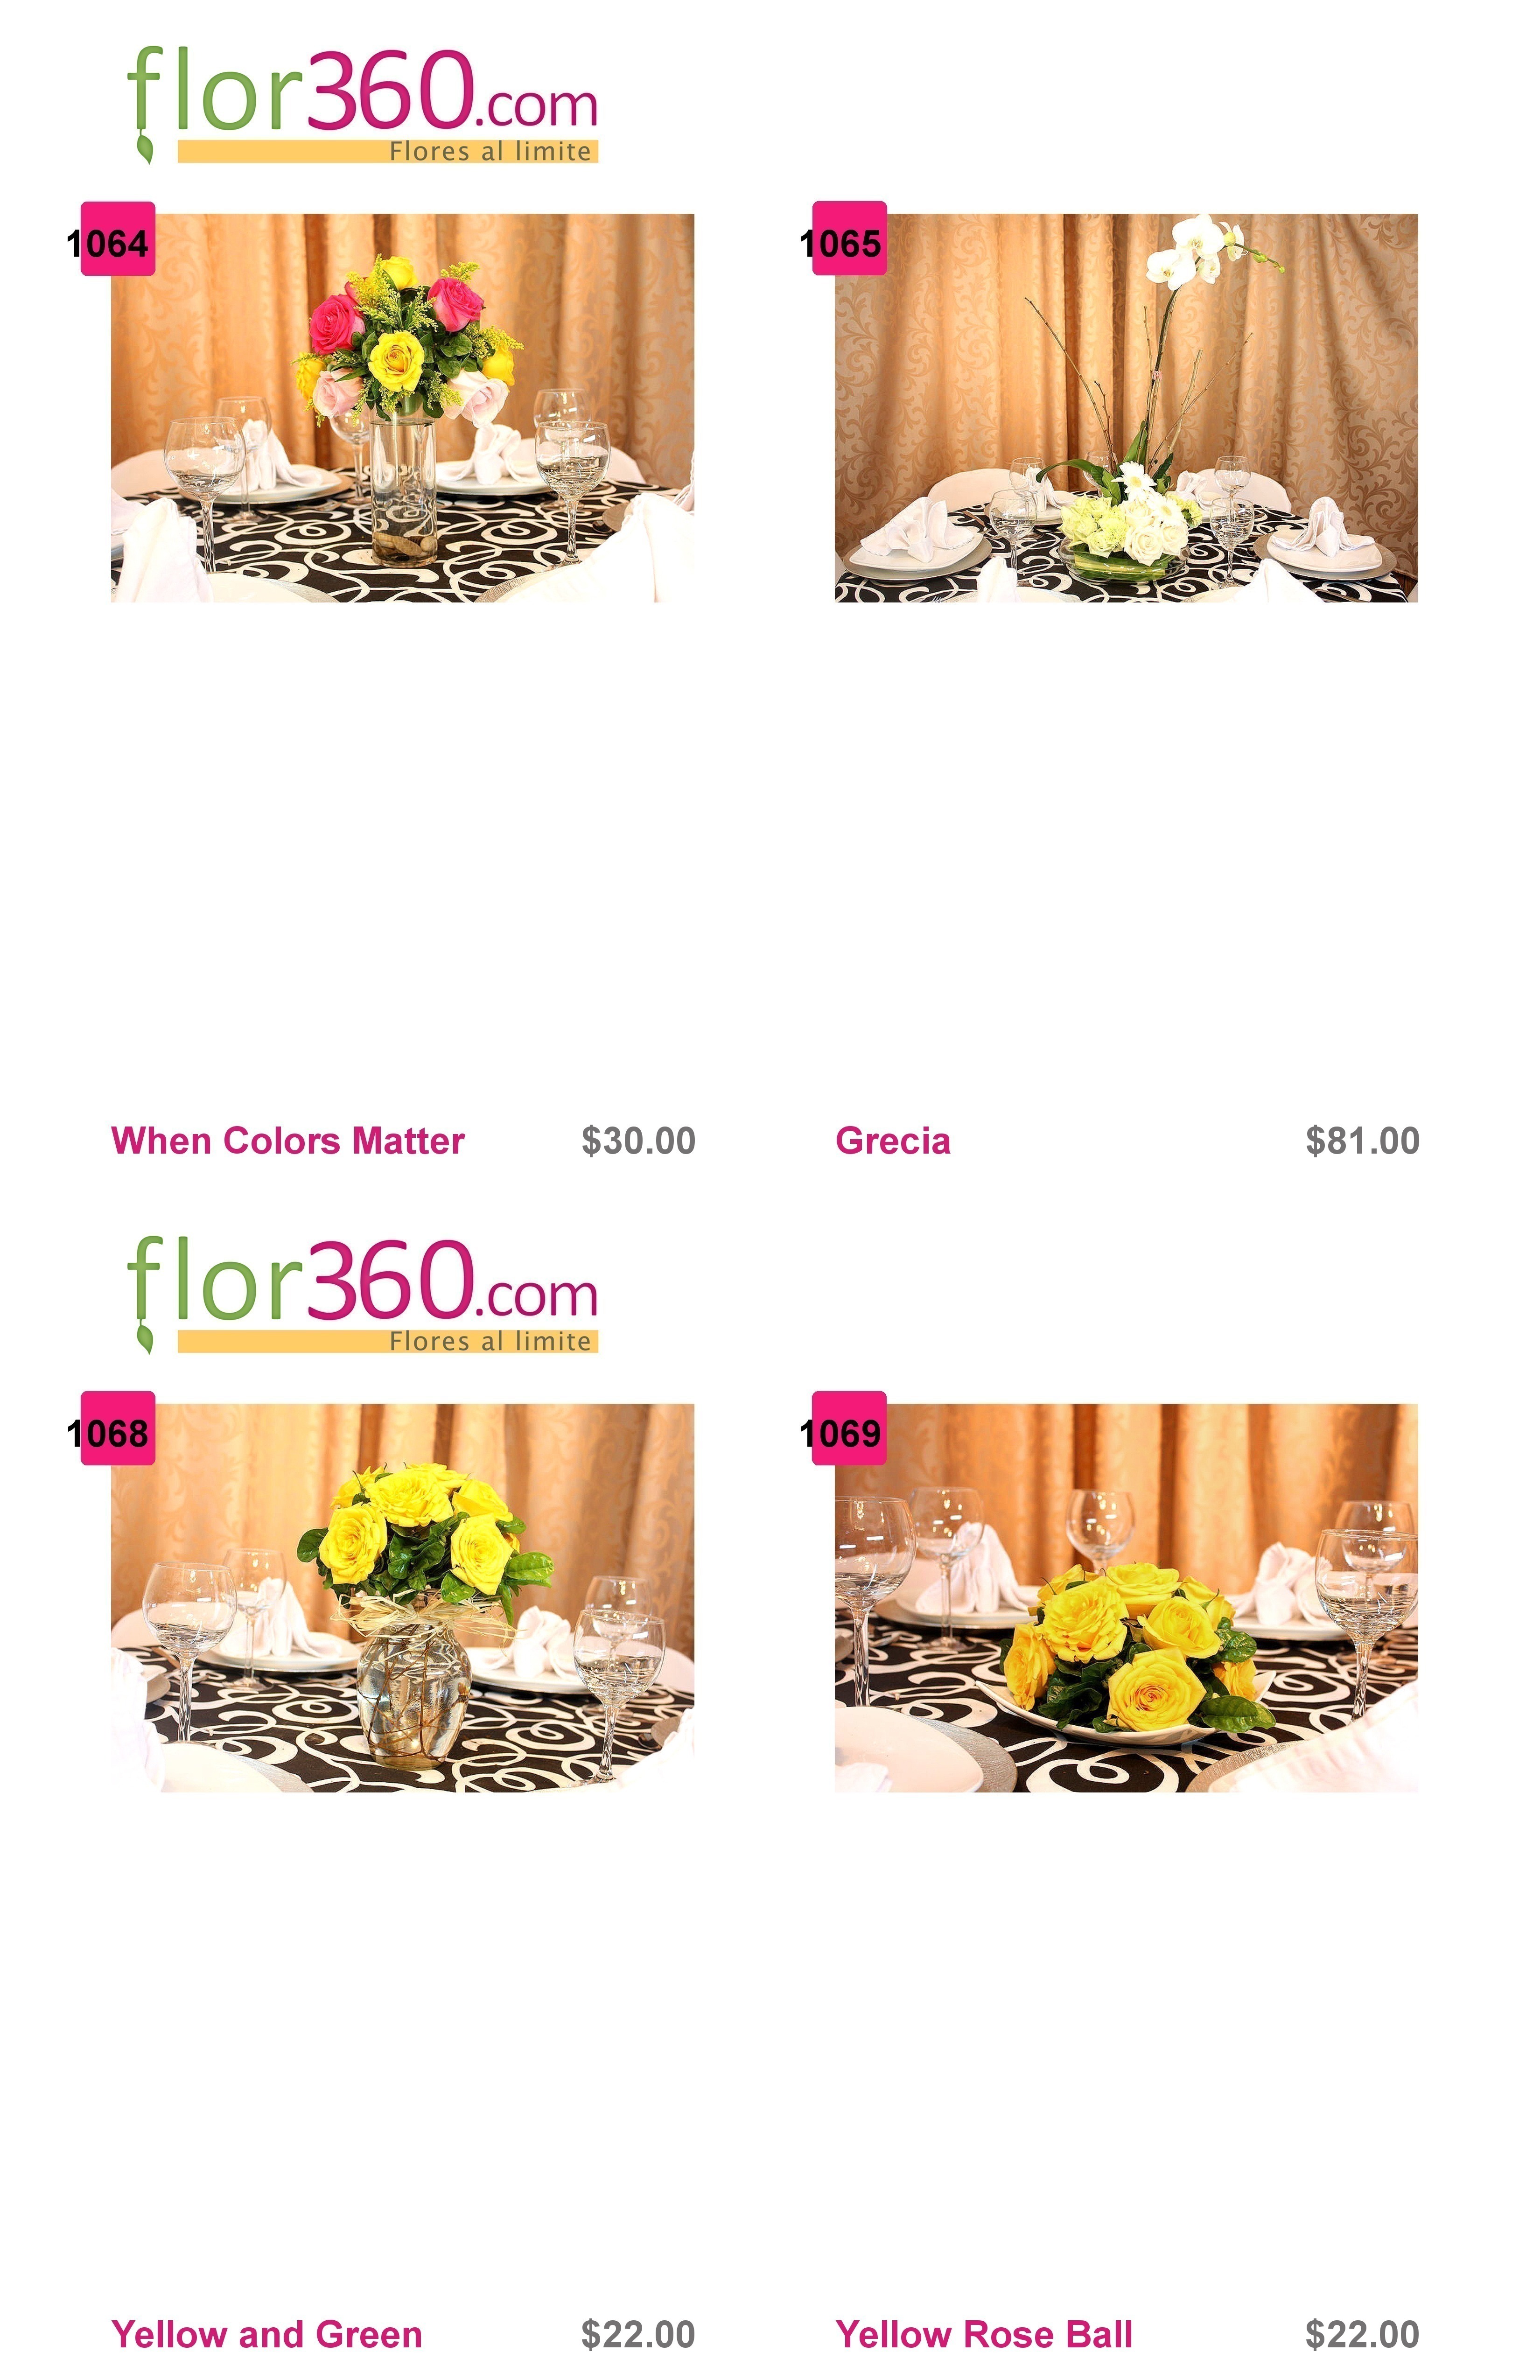 flor360.com
Flores al limite
1064
1065
When Colors Matter $30.00
Grecia $81.00
flor360.com
Flores al limite
1068
1069
Yellow and Green $22.00
Yellow Rose Ball $22.00